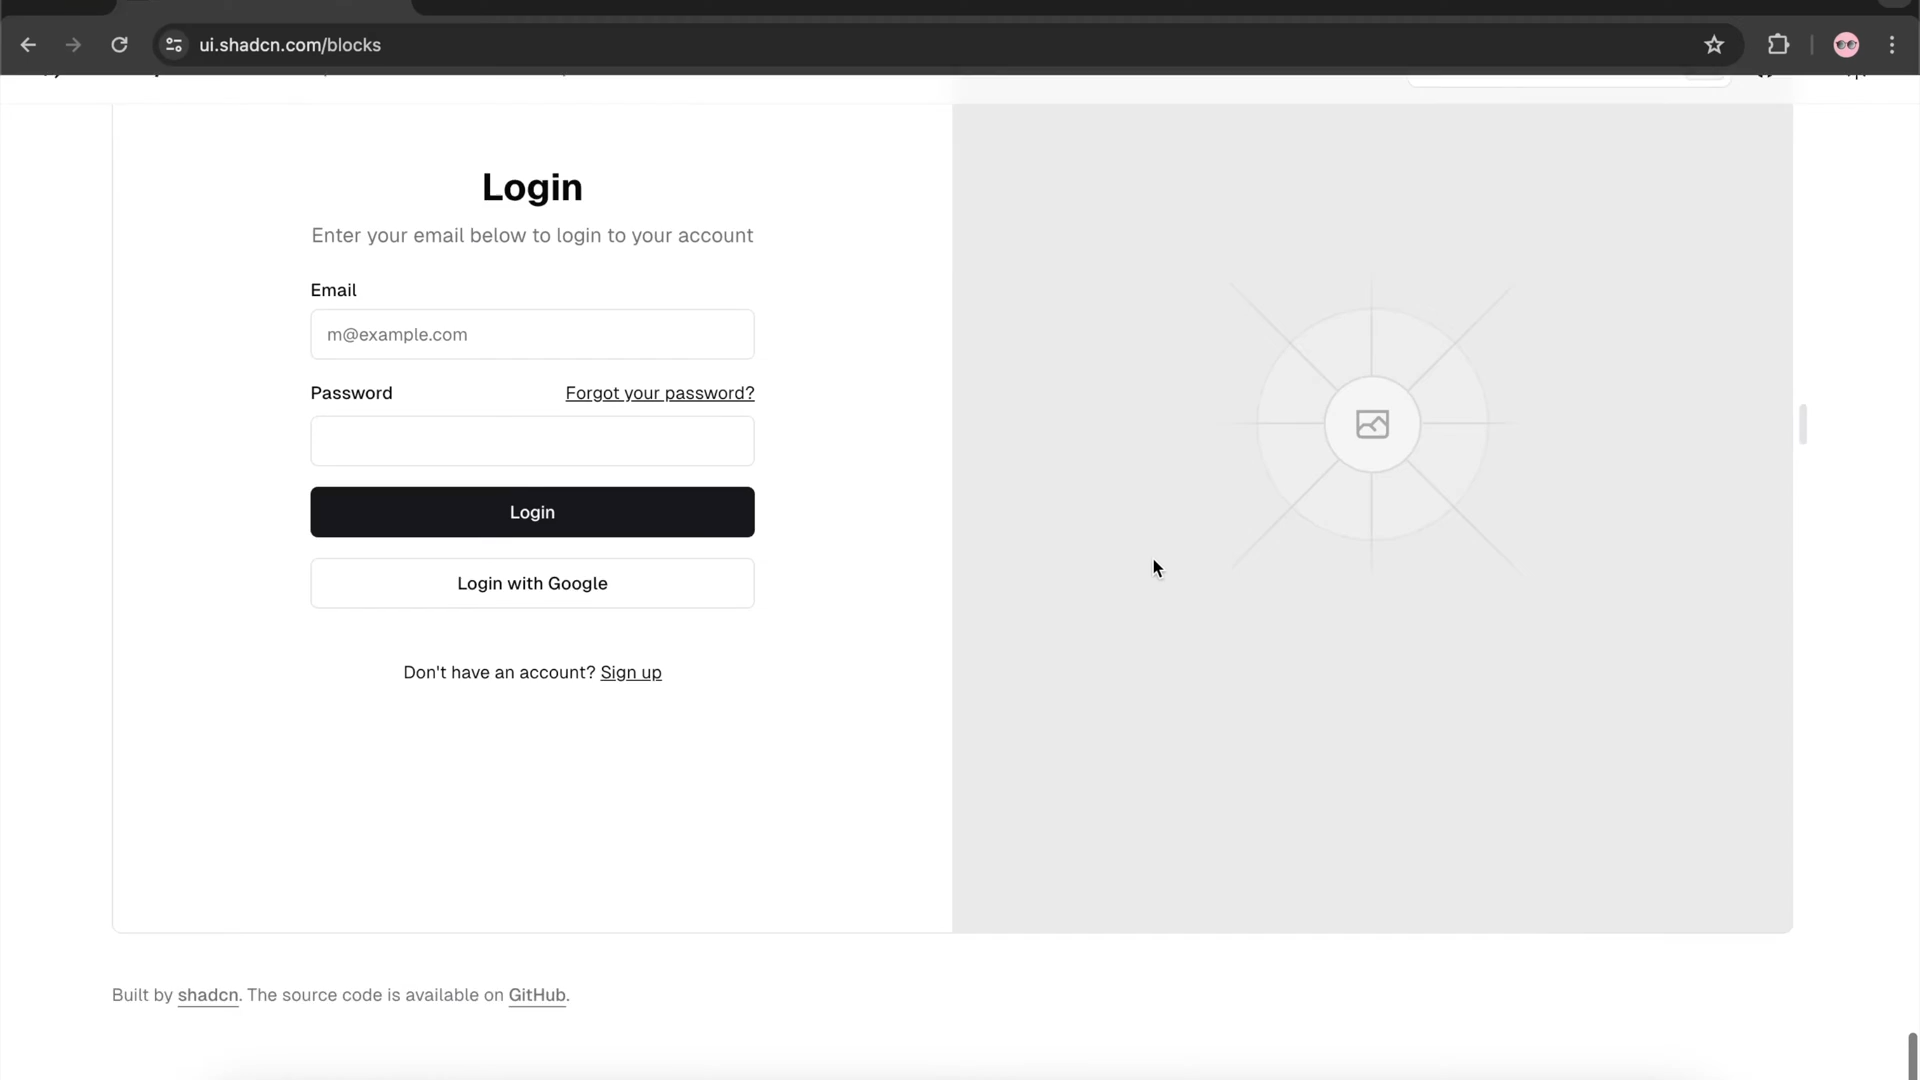 ui.shadcn.com/blocks
Login
Enter your email below to login to your account
Email
m@example.com
Password
Forgot your password?
Login
Login with Google
Don't have an account? Sign up
Built by shadcn. The source code is available on GitHub.